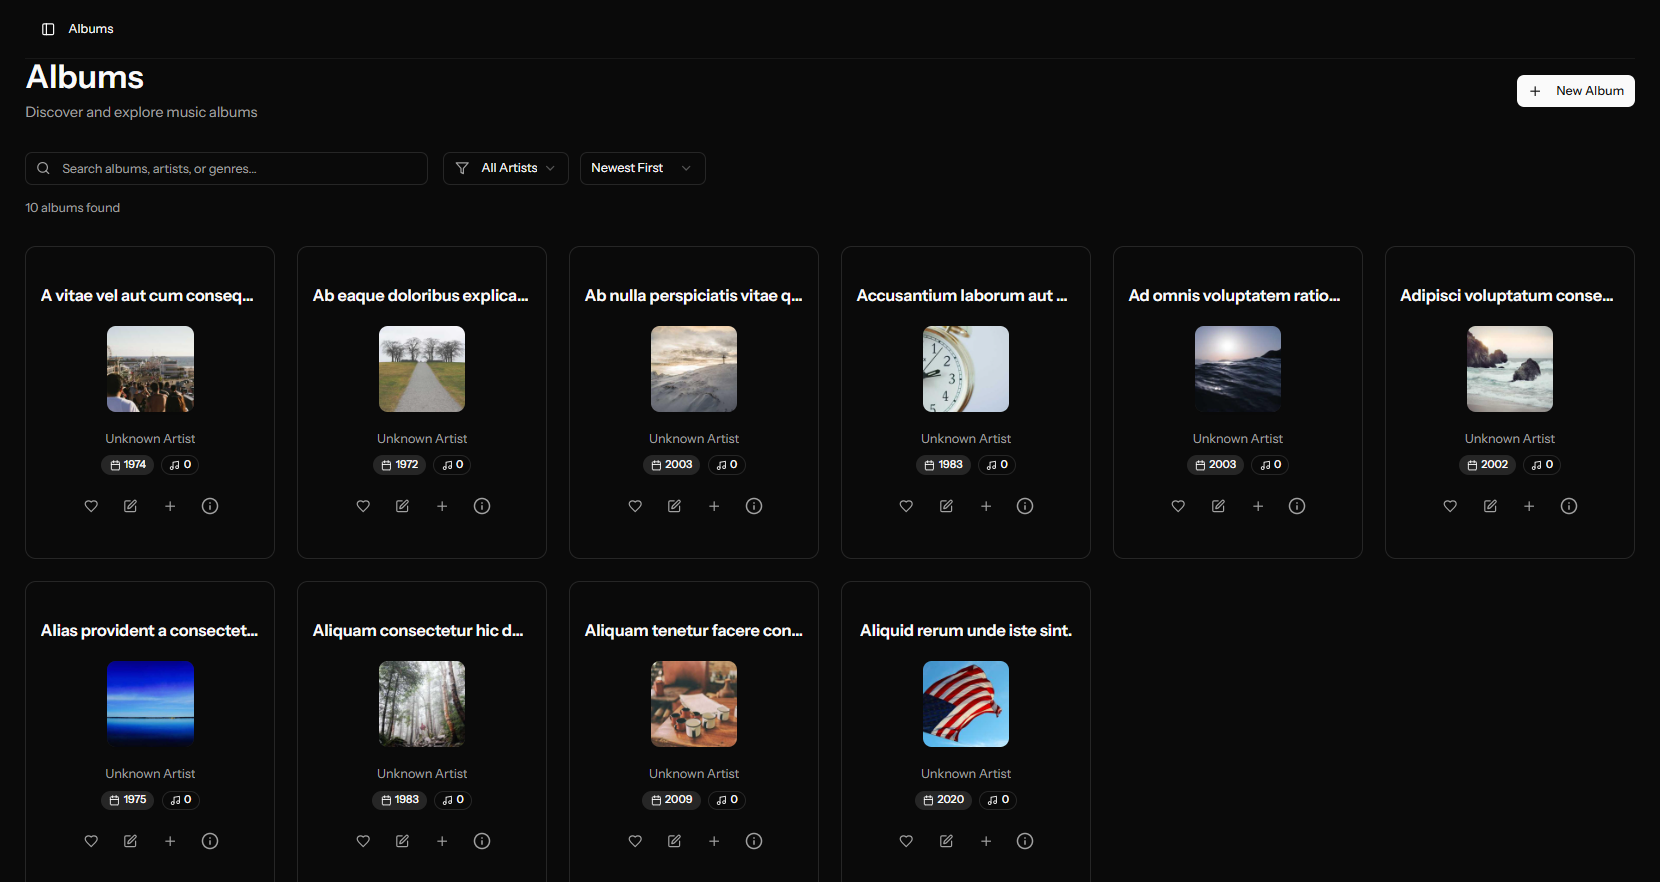 Albums
Albums
Discover and explore music albums
New Album
Search albums, artists, or genres...
All Artists
Newest First
10 albums found
A vitae vel aut cum conseq...
Unknown Artist
1974 0
Ab eaque doloribus explica...
Unknown Artist
1972 0
Ab nulla perspiciatis vitae q...
Unknown Artist
2003 0
Accusantium laborum aut ...
1
2
3
4
5
Unknown Artist
1983 0
Ad omnis voluptatem ratio...
Unknown Artist
2003 0
Adipisci voluptatum conse...
Unknown Artist
2002 0
Alias provident a consectet...
Unknown Artist
1975 0
Aliquam consectetur hic d...
Unknown Artist
1983 0
Aliquam tenetur facere con...
Unknown Artist
2009 0
Aliquid rerum unde iste sint.
Unknown Artist
2020 0